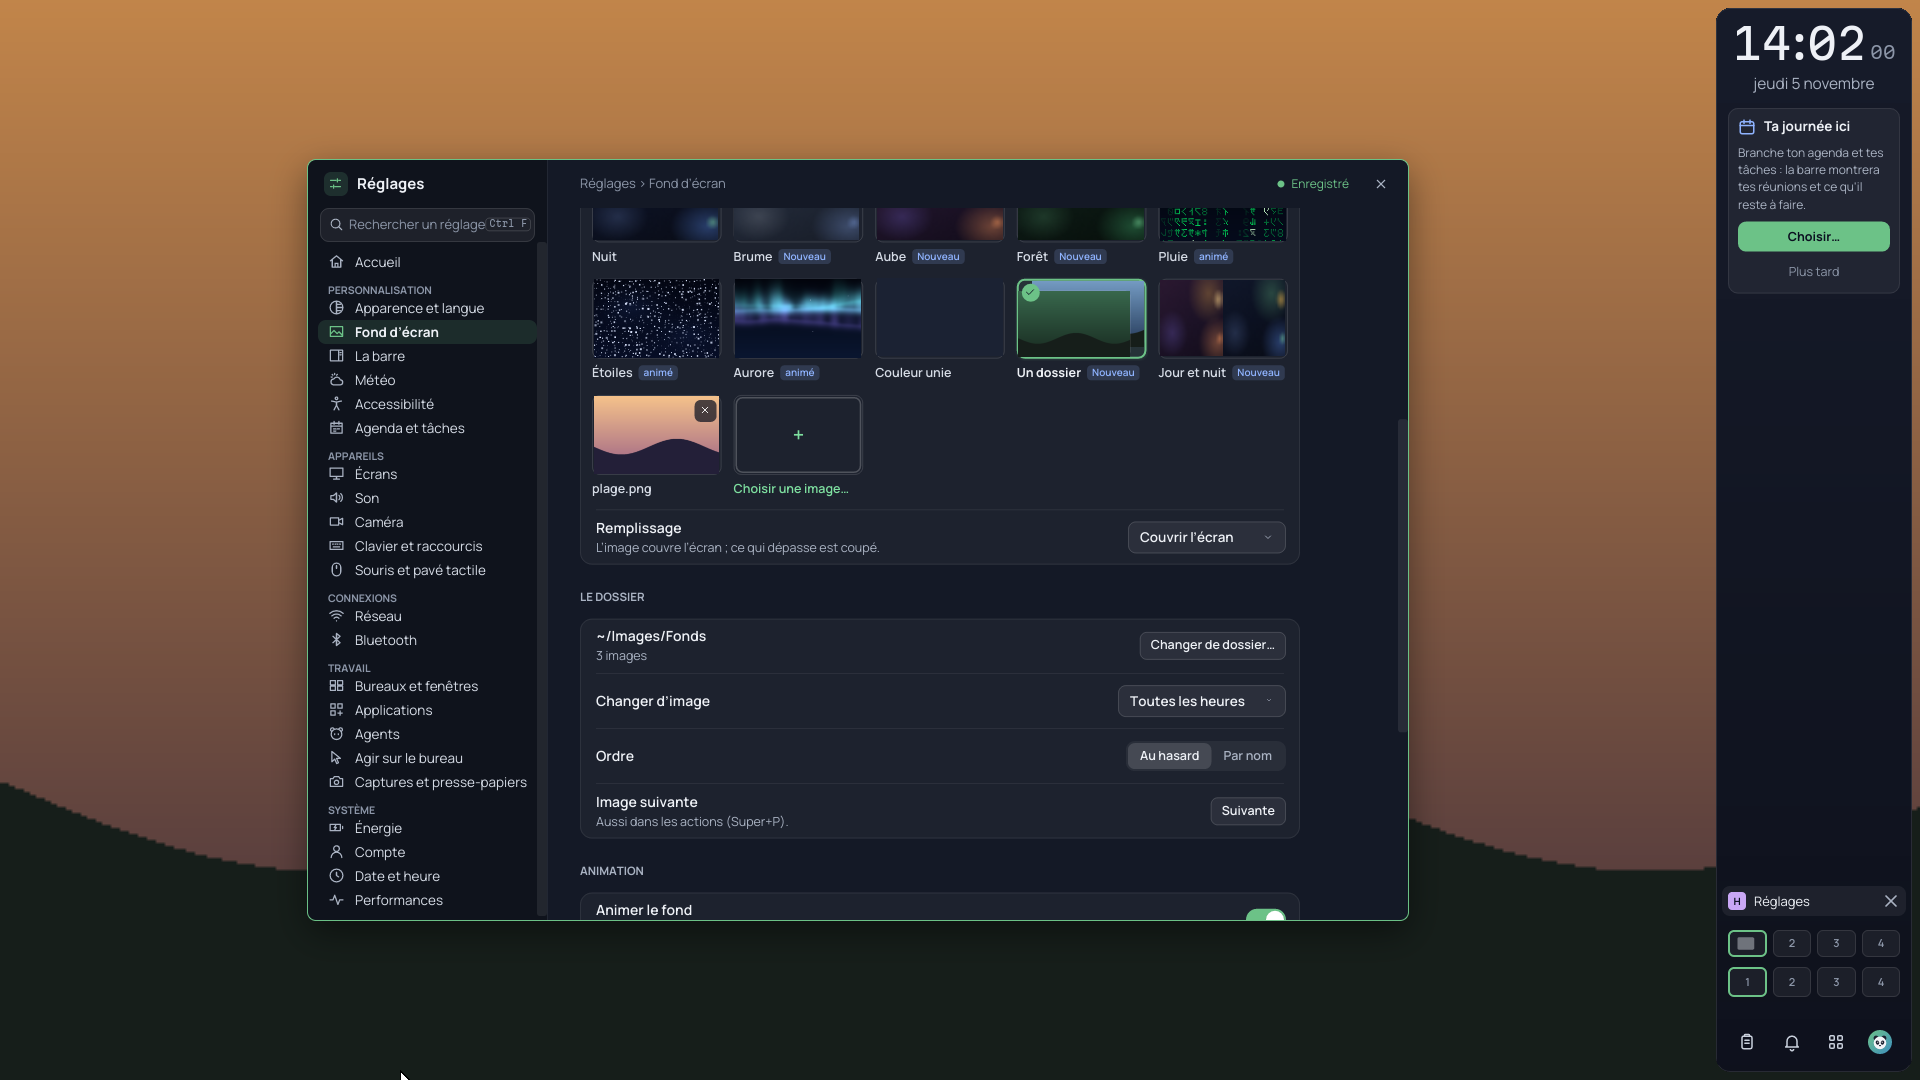 14:02 00
jeudi 5 novembre
Ta journée ici
Branche ton agenda et tes
tâches : la barre montrera
tes réunions et ce qu'il
reste à faire.
Choisir…
Plus tard
Réglages
Rechercher un réglage Ctrl F
Accueil
PERSONNALISATION
Apparence et langue
Fond d'écran
La barre
Météo
Accessibilité
Agenda et tâches
APPAREILS
Écrans
Son
Caméra
Clavier et raccourcis
Souris et pavé tactile
CONNEXIONS
Réseau
Bluetooth
TRAVAIL
Bureaux et fenêtres
Applications
Agents
Agir sur le bureau
Captures et presse-papiers
SYSTÈME
Énergie
Compte
Date et heure
Performances
Réglages › Fond d'écran
Enregistré
Nuit
Brume Nouveau
Aube Nouveau
Forêt Nouveau
Pluie animé
Étoiles animé
Aurore animé
Couleur unie
Un dossier Nouveau
Jour et nuit Nouveau
plage.png
Choisir une image…
Remplissage
L'image couvre l'écran ; ce qui dépasse est coupé.
Couvrir l'écran
LE DOSSIER
~/Images/Fonds
3 images
Changer de dossier…
Changer d'image
Toutes les heures
Ordre
Au hasard Par nom
Image suivante
Aussi dans les actions (Super+P).
Suivante
ANIMATION
Animer le fond
H Réglages
2 3 4
1 2 3 4